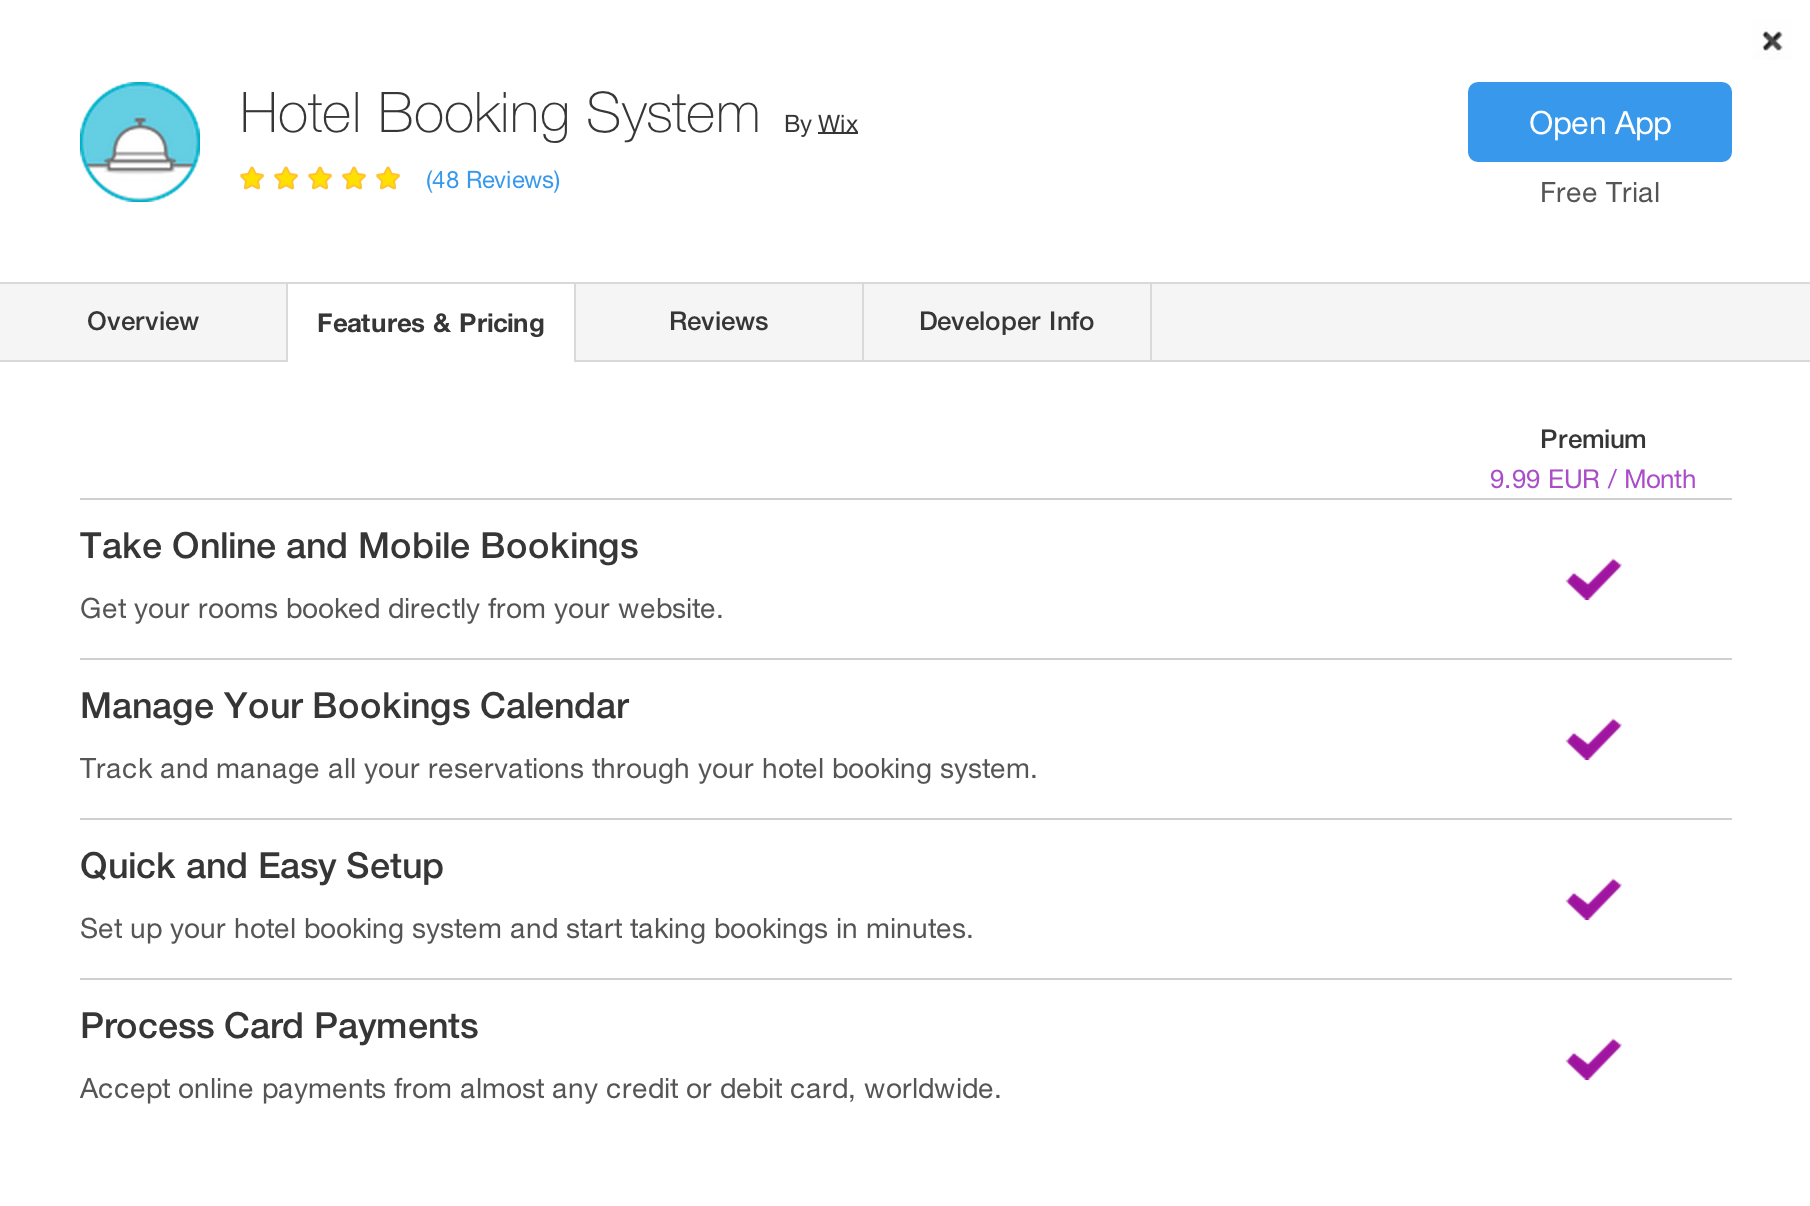 Hotel Booking System By Wix
(48 Reviews)
Open App
Free Trial
Overview
Features & Pricing
Reviews
Developer Info
Premium
9.99 EUR / Month
Take Online and Mobile Bookings
Get your rooms booked directly from your website.
Manage Your Bookings Calendar
Track and manage all your reservations through your hotel booking system.
Quick and Easy Setup
Set up your hotel booking system and start taking bookings in minutes.
Process Card Payments
Accept online payments from almost any credit or debit card, worldwide.